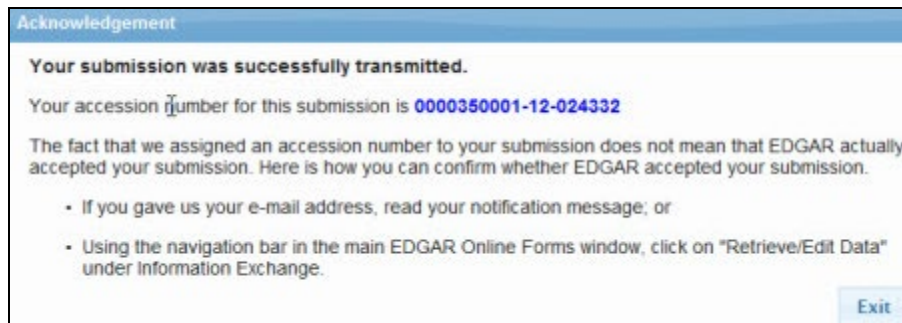 Acknowledgement
Your submission was successfully transmitted.
Your accession number for this submission is 0000350001-12-024332
The fact that we assigned an accession number to your submission does not mean that EDGAR actually
accepted your submission. Here is how you can confirm whether EDGAR accepted your submission.
• If you gave us your e-mail address, read your notification message; or
• Using the navigation bar in the main EDGAR Online Forms window, click on "Retrieve/Edit Data"
under Information Exchange.
Exit